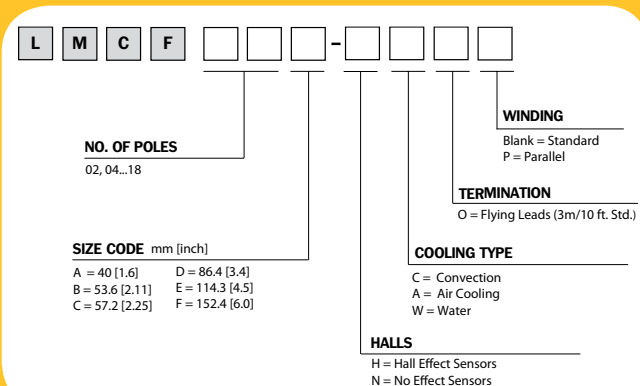 L M C F -
WINDING
Blank = Standard
P = Parallel
NO. OF POLES
02, 04...18
TERMINATION
O = Flying Leads (3m/10 ft. Std.)
SIZE CODE mm [inch]
A = 40 [1.6] D = 86.4 [3.4]
B = 53.6 [2.11] E = 114.3 [4.5]
C = 57.2 [2.25] F = 152.4 [6.0]
COOLING TYPE
C = Convection
A = Air Cooling
W = Water
HALLS
H = Hall Effect Sensors
N = No Effect Sensors